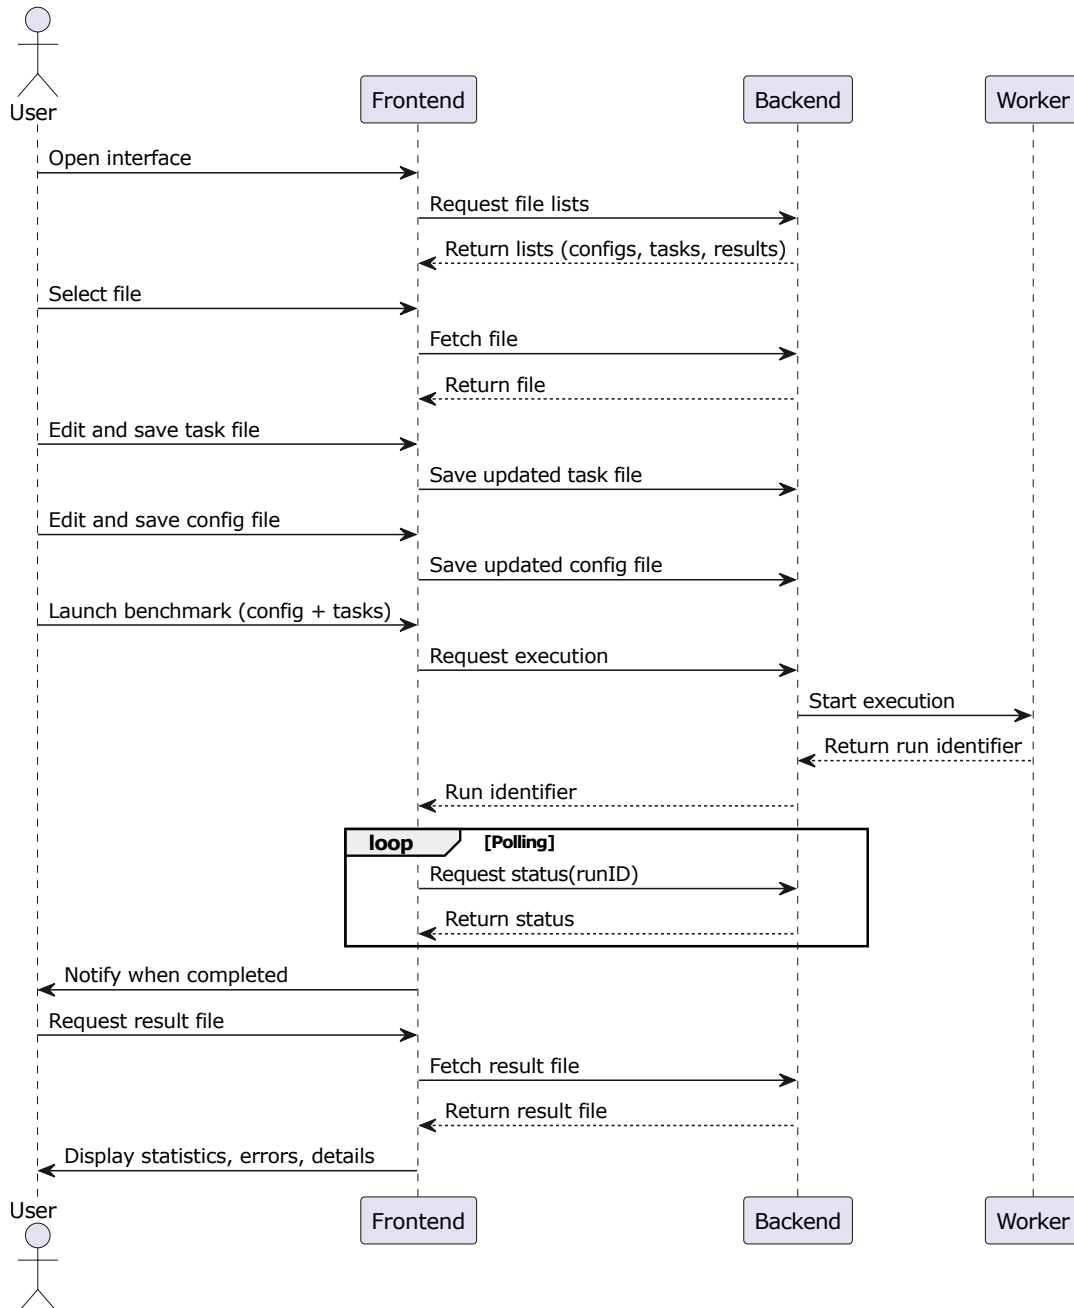 User
Frontend
Backend
Worker
Open interface
Request file lists
Return lists (configs, tasks, results)
Select file
Fetch file
Return file
Edit and save task file
Save updated task file
Edit and save config file
Save updated config file
Launch benchmark (config + tasks)
Request execution
Start execution
Return run identifier
Run identifier
loop [Polling]
Request status(runID)
Return status
Notify when completed
Request result file
Fetch result file
Return result file
Display statistics, errors, details
User
Frontend
Backend
Worker